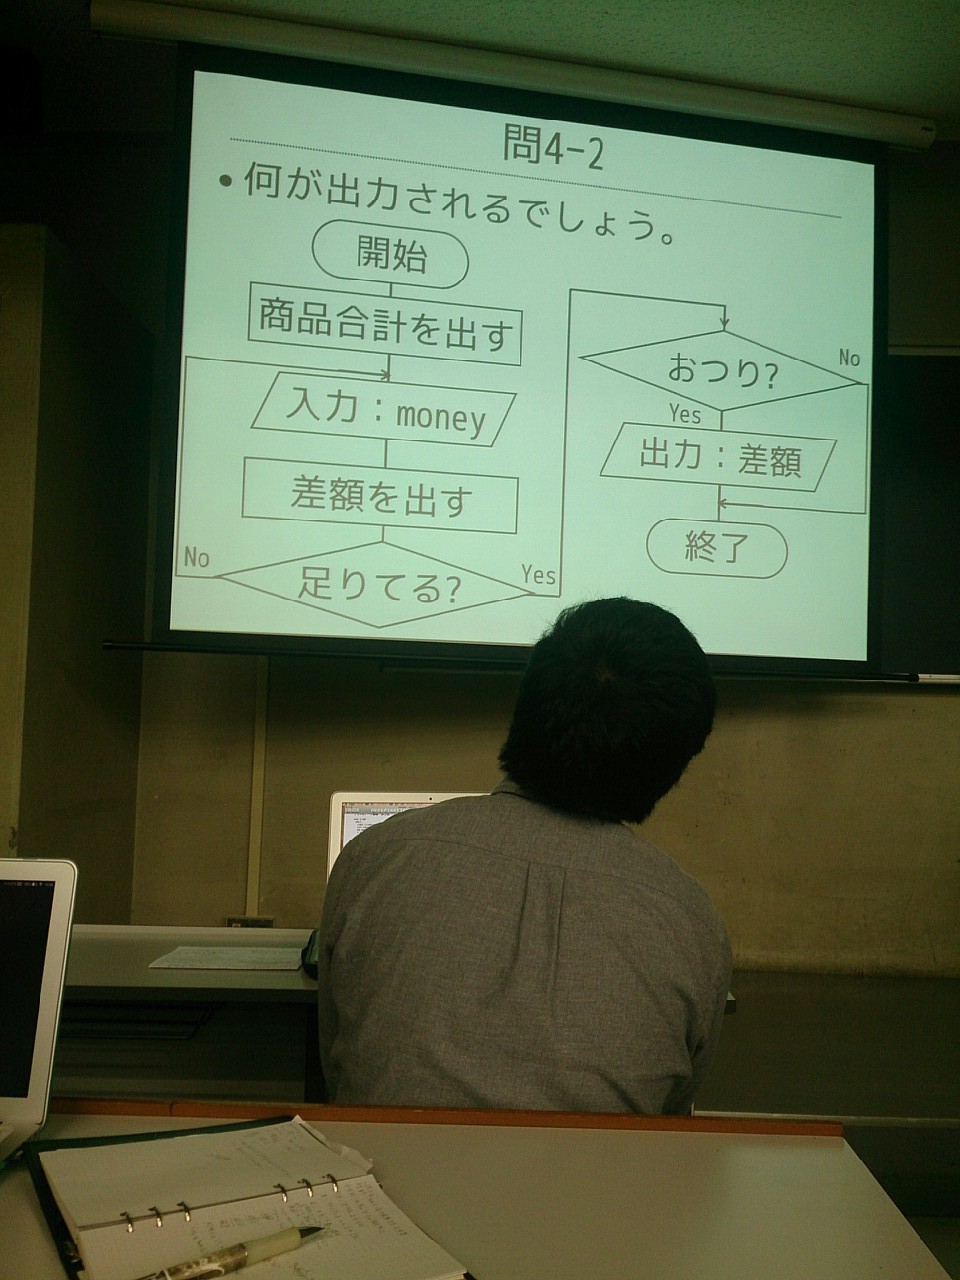 問4-2
• 何が出力されるでしょう。
開始
商品合計を出す
入力：money
差額を出す
足りてる?
No
Yes
おつり?
No
Yes
出力：差額
終了